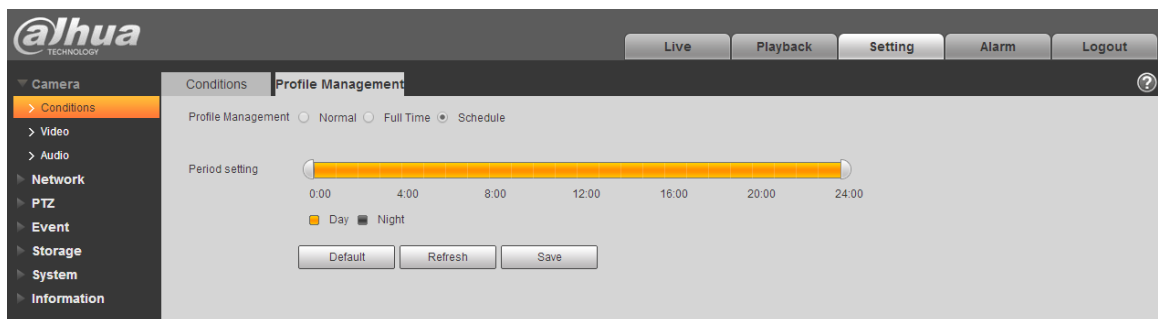 alhua
TECHNOLOGY
Live Playback Setting Alarm Logout
Camera
Conditions
Video
Audio
Network
PTZ
Event
Storage
System
Information
Conditions Profile Management
?
Profile Management Normal Full Time Schedule
Period setting
0:00 4:00 8:00 12:00 16:00 20:00 24:00
Day Night
Default Refresh Save